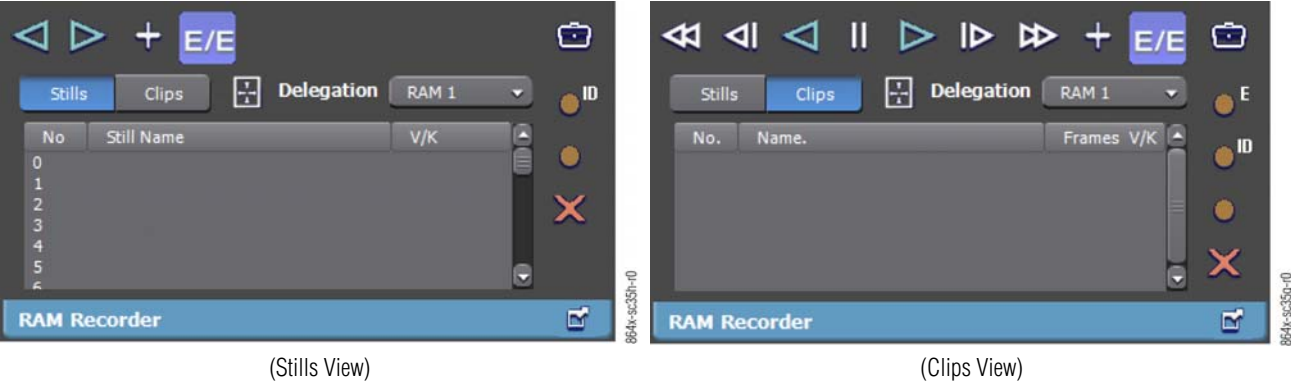 E/E
ID
Stills Clips Delegation RAM 1
No Still Name V/K
0
1
2
3
4
5
6
RAM Recorder
864x-sc35h-r0
(Stills View)
E/E
E
Stills Clips Delegation RAM 1
ID
No. Name. Frames V/K
RAM Recorder
864x-sc35g-r0
(Clips View)